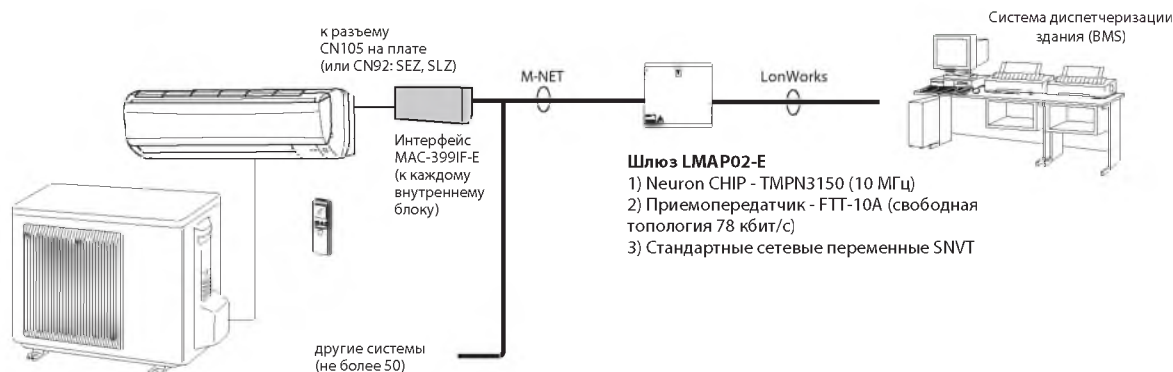 к разъему
CN105 на плате
(или CN92: SEZ, SLZ)
Интерфейс
MAC-399IF-E
(к каждому
внутреннему
блоку)
M-NET
LonWorks
Система диспетчеризации
здания (BMS)
Шлюз LMAP02-E
1) Neuron CHIP - TMPN3150 (10 МГц)
2) Приемопередатчик - FTT-10A (свободная
топология 78 кбит/с)
3) Стандартные сетевые переменные SNVT
другие системы
(не более 50)